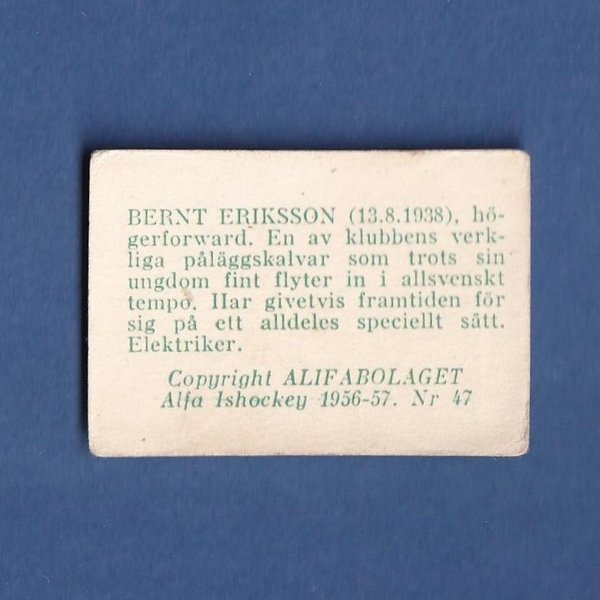 BERNT ERIKSSON (13.8.1938), hö-
gerforward. En av klubbens verk-
liga påläggskalvar som trots sin
ungdom fint flyter in i allsvenskt
tempo. Har givetvis framtiden för
sig på ett alldeles speciellt sätt.
Elektriker.
Copyright ALIFABOLAGET
Alfa Ishockey 1956-57. Nr 47